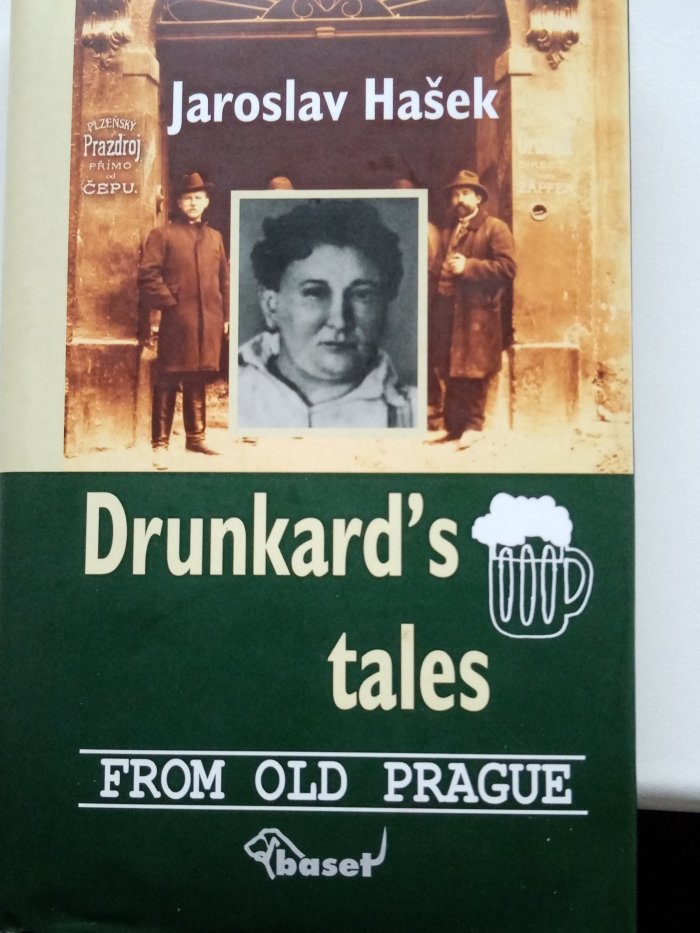 Jaroslav Hašek
PLZEŇSKÝ
Prazdroj
PŘÍMO
od
ČEPU.
ZAPFEN.
Drunkard's
tales
FROM OLD PRAGUE
baset